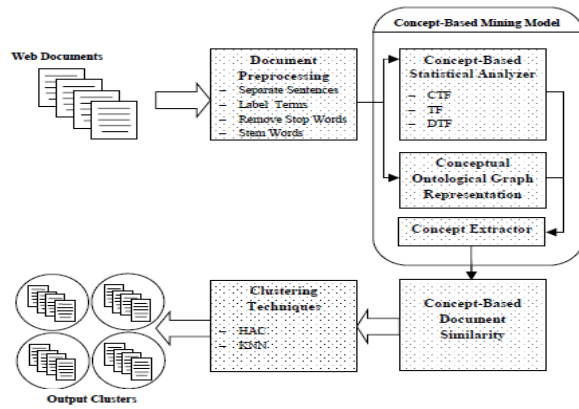 Concept-Based Mining Model
Web Documents
Document
Preprocessing
– Separate Sentences
– Label Terms
– Remove Stop Words
– Stem Words
Concept-Based
Statistical Analyzer
– CTF
– TF
– DTF
Conceptual
Ontological Graph
Representation
Concept Extractor
Clustering
Techniques
– HAC
– KNN
Concept-Based
Document
Similarity
Output Clusters